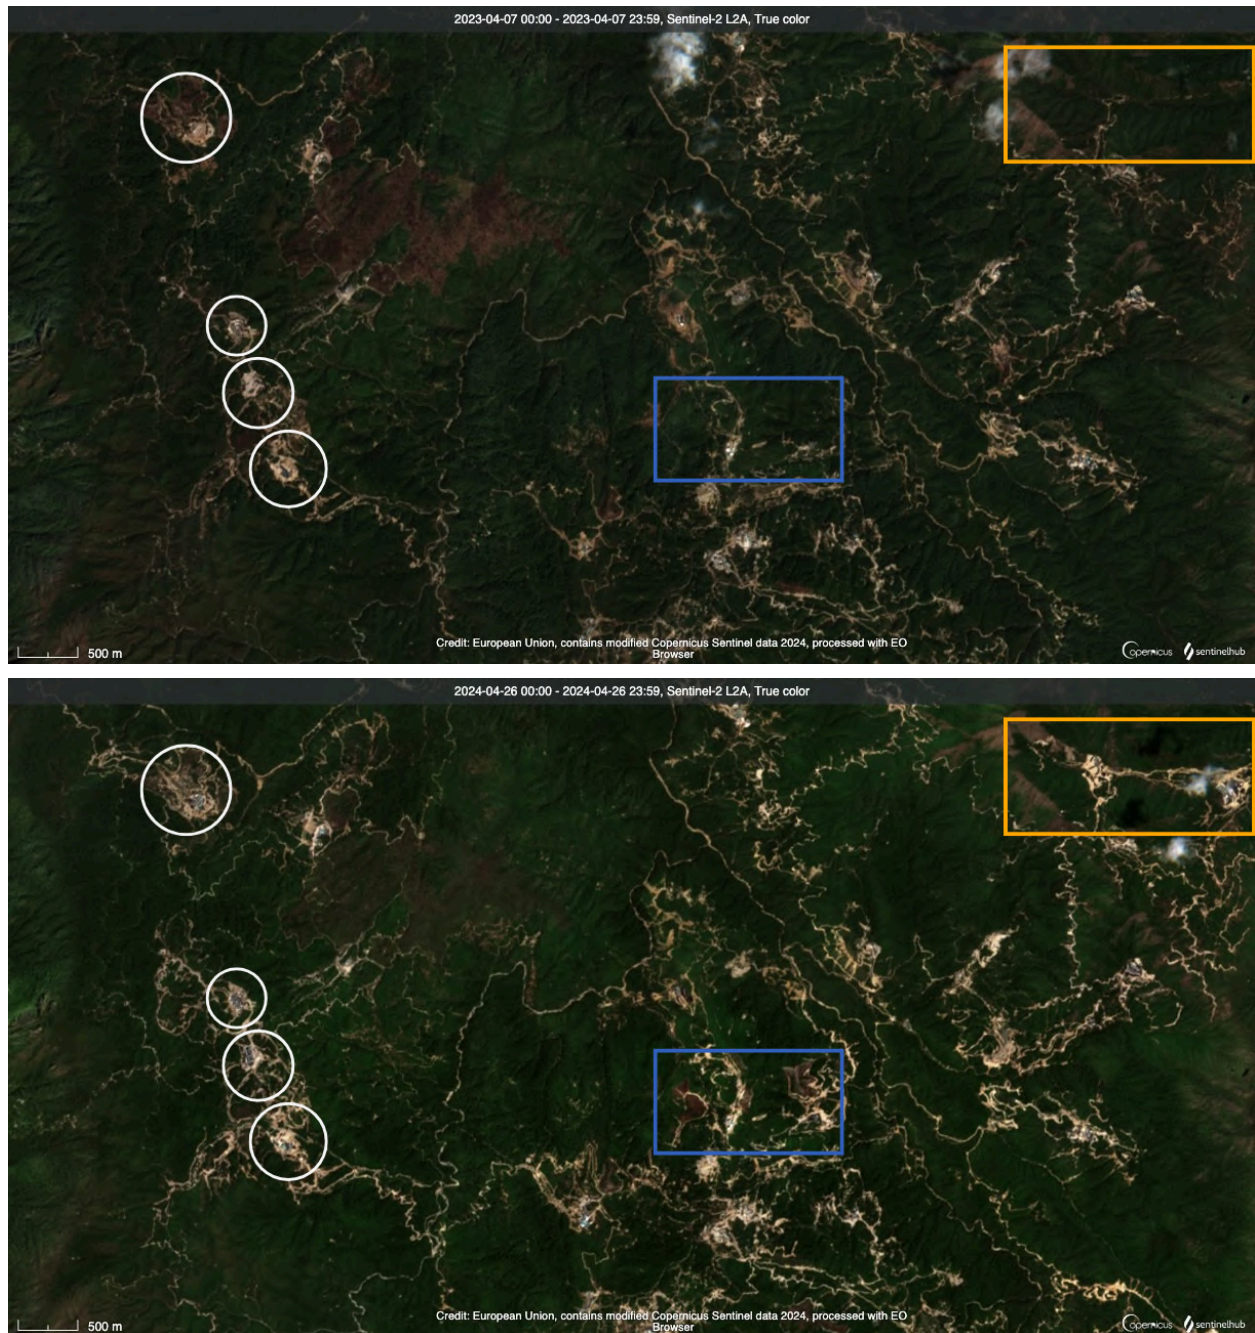 2023-04-07 00:00 - 2023-04-07 23:59, Sentinel-2 L2A, True color
Credit: European Union, contains modified Copernicus Sentinel data 2024, processed with EO
Browser
500 m
opernicus
sentinelhub
2024-04-26 00:00 - 2024-04-26 23:59, Sentinel-2 L2A, True color
Credit: European Union, contains modified Copernicus Sentinel data 2024, processed with EO
Browser
500 m
opernicus
sentinelhub